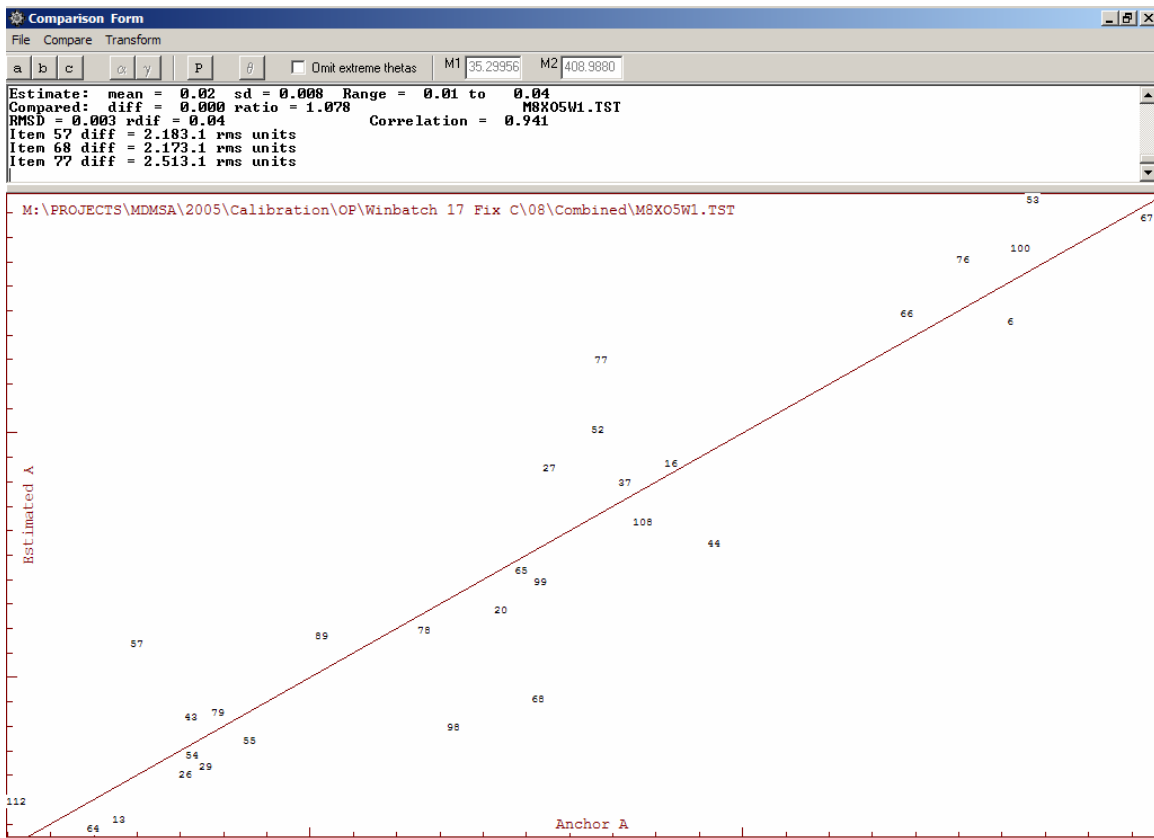 Comparison Form
File Compare Transform
a b c α γ P θ Omit extreme thetas M1 35.29956 M2 408.9880
Estimate: mean = 0.02 sd = 0.008 Range = 0.01 to 0.04
Compared: diff = 0.000 ratio = 1.078 M8XO5W1.TST
RMSD = 0.003 rdif = 0.04 Correlation = 0.941
Item 57 diff = 2.183.1 rms units
Item 68 diff = 2.173.1 rms units
Item 77 diff = 2.513.1 rms units
M:\PROJECTS\MDMSA\2005\Calibration\OP\Winbatch 17 Fix C\08\Combined\M8XO5W1.TST
53
67
100
76
66
6
77
52
27
16
37
108
44
Estimated A
65
99
20
78
89
57
68
43
79
98
55
54
29
26
112
13
64
Anchor A